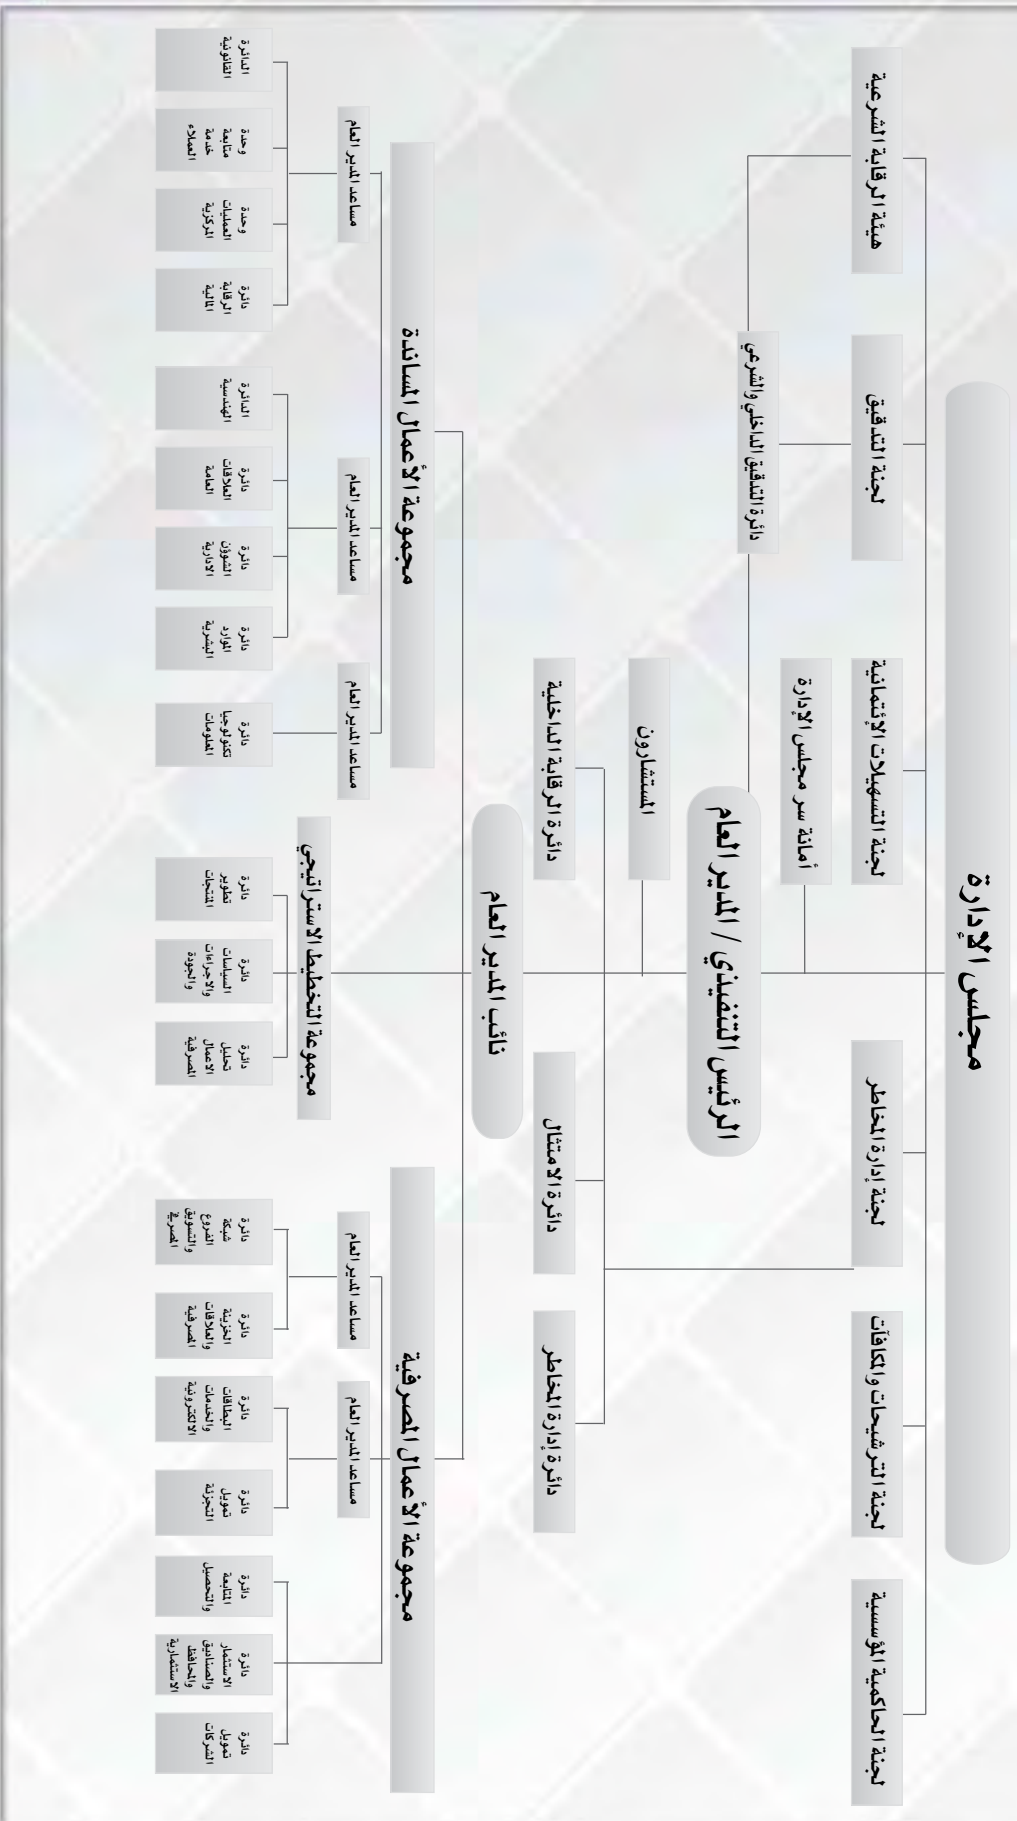 مجلس الإدارة
لجنة الحاكمية المؤسسية
لجنة الترشيحات والمكافآت
لجنة إدارة المخاطر
لجنة التسهيلات الإئتمانية
لجنة التدقيق
هيئة الرقابة الشرعية
أمانة سر مجلس الإدارة
دائرة التدقيق الداخلي والشرعي
الرئيس التنفيذي / المدير العام
المستشارون
دائرة إدارة المخاطر
دائرة الامتثال
دائرة الرقابة الداخلية
نائب المدير العام
مجموعة الأعمال المصرفية
مجموعة الأعمال المساندة
مساعد المدير العام
مساعد المدير العام
مساعد المدير العام
مساعد المدير العام
مساعد المدير العام
مجموعة التخطيط الاستراتيجي
دائرة
تمويل
الشركات
دائرة
الاستثمار
والصناديق
والمحافظ
الاستثمارية
دائرة
المتابعة
والتحصيل
دائرة
تمويل
التجزئة
دائرة
البطاقات
والخدمات
الالكترونية
دائرة
الخزينة
والعلاقات
المصرفية
دائرة
شبكة
الفروع
والتسويق
المصرفي
دائرة
تحليل
الاعمال
المصرفية
دائرة
السياسات
والاجراءات
والجودة
دائرة
تطوير
المنتجات
دائرة
تكنولوجيا
المعلومات
دائرة
الموارد
البشرية
دائرة
الشوؤن
الادارية
دائرة
العلاقات
العامة
الدائرة
الهندسية
دائرة
الرقابة
المالية
وحدة
العمليات
المركزية
وحدة
متابعة
خدمة
العملاء
الدائرة
القانونية